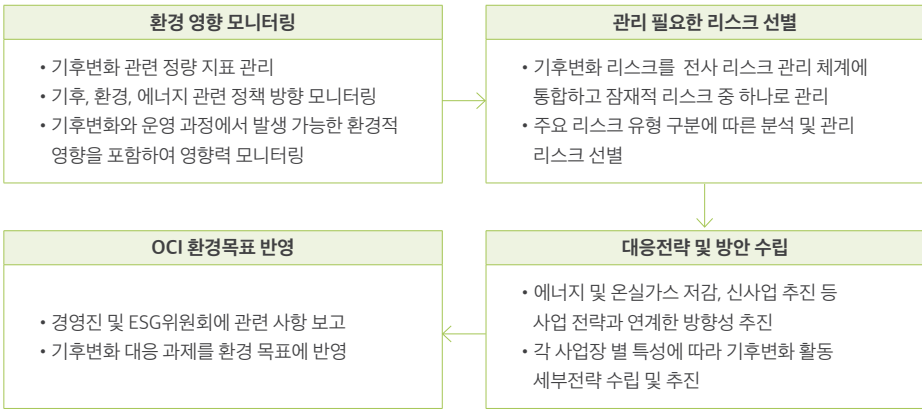 환경 영향 모니터링
• 기후변화 관련 정량 지표 관리
• 기후, 환경, 에너지 관련 정책 방향 모니터링
• 기후변화와 운영 과정에서 발생 가능한 환경적
영향을 포함하여 영향력 모니터링
관리 필요한 리스크 선별
• 기후변화 리스크를 전사 리스크 관리 체계에
통합하고 잠재적 리스크 중 하나로 관리
• 주요 리스크 유형 구분에 따른 분석 및 관리
리스크 선별
대응전략 및 방안 수립
• 에너지 및 온실가스 저감, 신사업 추진 등
사업 전략과 연계한 방향성 추진
• 각 사업장 별 특성에 따라 기후변화 활동
세부전략 수립 및 추진
OCI 환경목표 반영
• 경영진 및 ESG위원회에 관련 사항 보고
• 기후변화 대응 과제를 환경 목표에 반영